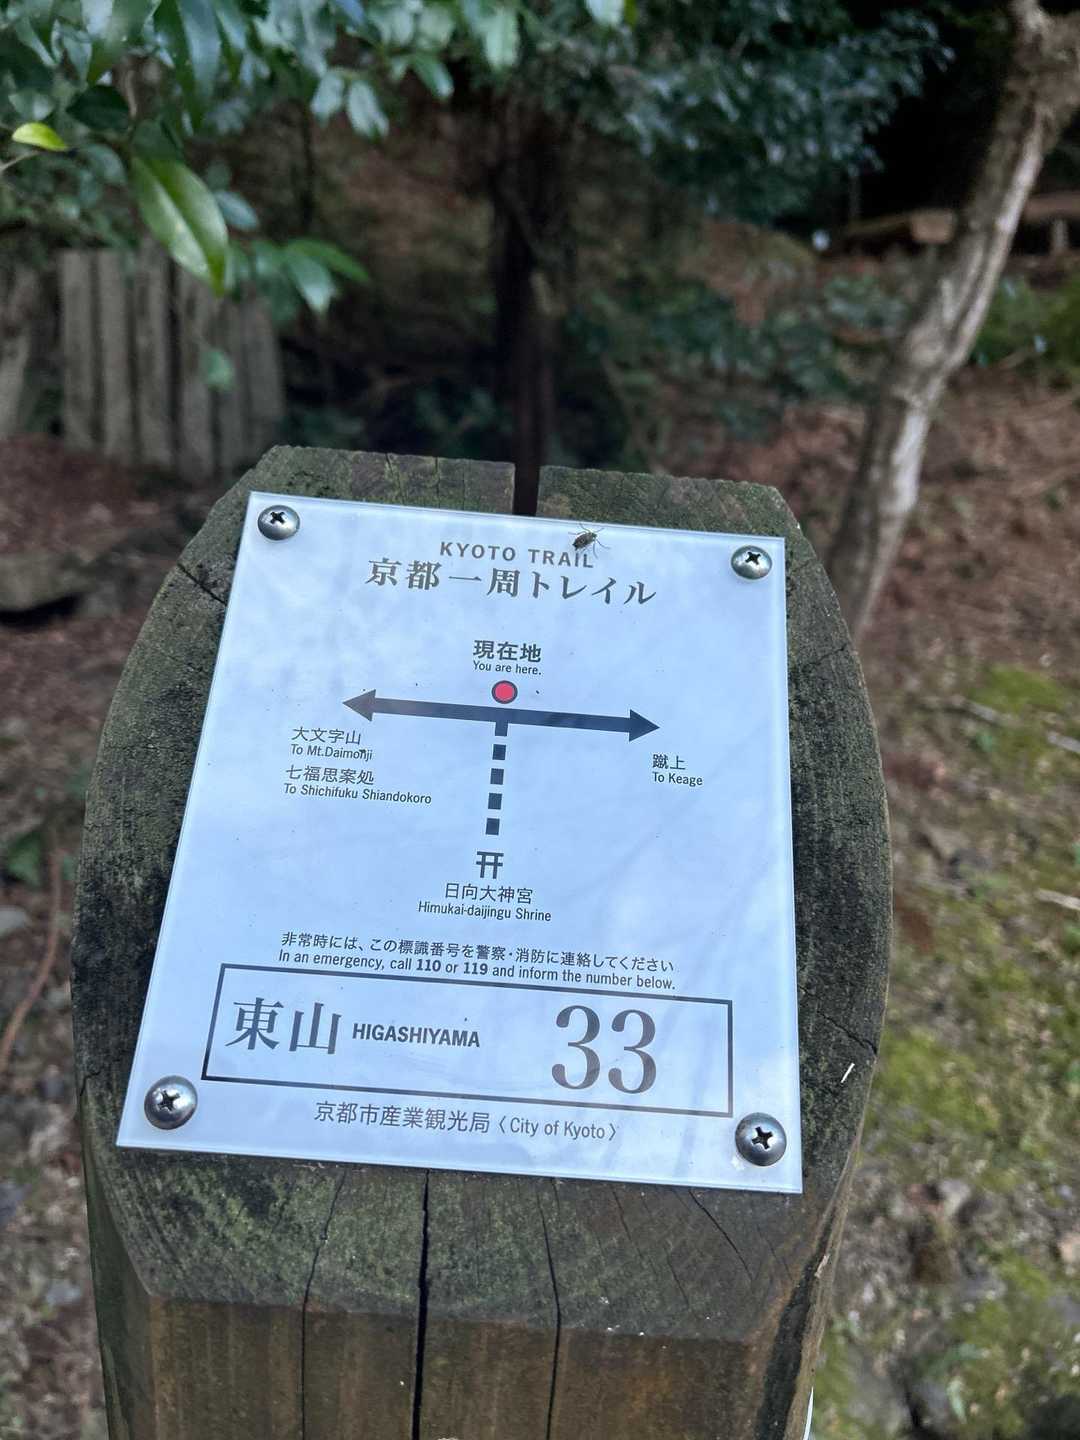 KYOTO TRAIL
京都一周トレイル
現在地
You are here.
大文字山
To Mt.Daimonji
七福思案処
To Shichifuku Shiandokoro
蹴上
To Keage
日向大神宮
Himukai-daijingu Shrine
非常時には、この標識番号を警察・消防に連絡してください
In an emergency, call 110 or 119 and inform the number below.
東山 HIGASHIYAMA 33
京都市産業観光局〈City of Kyoto〉